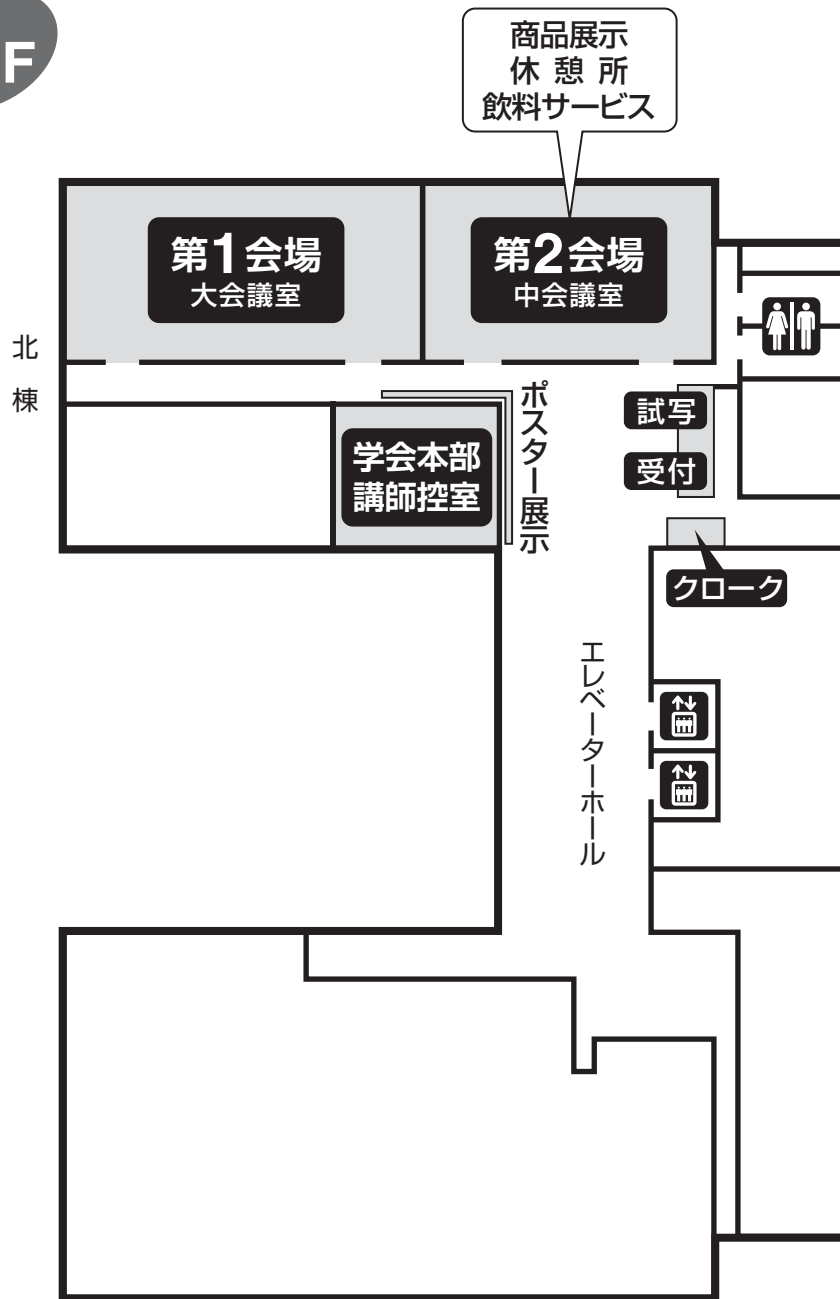 F
商品展示
休憩所
飲料サービス
第1会場
大会議室
第2会場
中会議室
北棟
ポスター展示
試写
受付
学会本部
講師控室
クローク
エレベーターホール